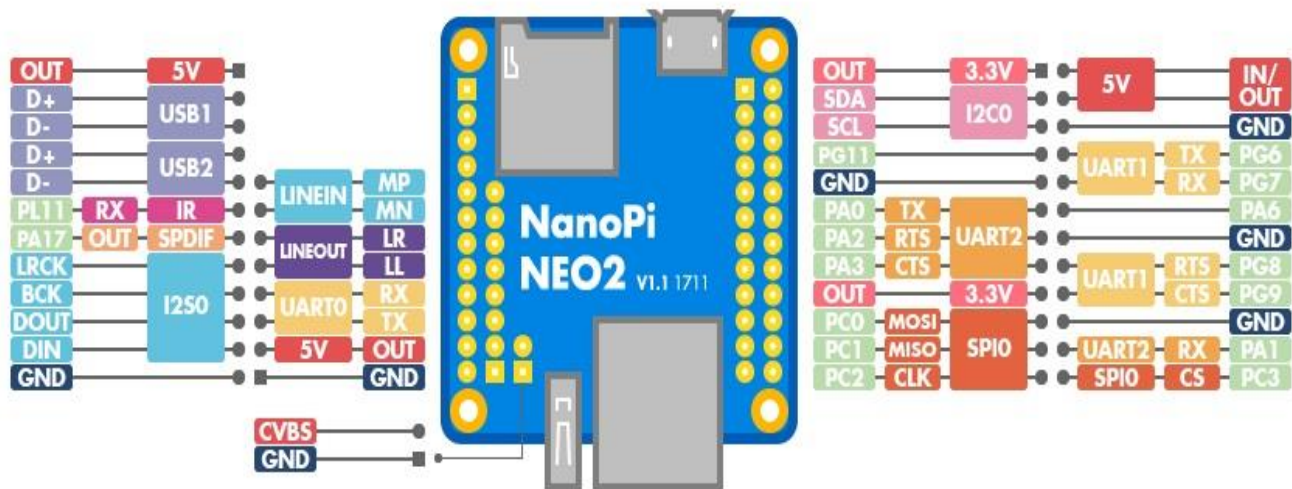 OUT 5V
D+ USB1
D-
D+ USB2
D-
PL11 RX IR
PA17 OUT SPDIF
LRCK I2S0
BCK
DOUT
DIN
GND
LINEIN MP
MN
LINEOUT LR
LL
UART0 RX
TX
5V OUT
GND
CVBS
GND
NanoPi
NEO2 V1.1 1711
OUT 3.3V
SDA I2C0
SCL
PG11
GND
PA0 TX UART2
PA2 RTS
PA3 CTS
OUT 3.3V
PC0 MOSI SPI0
PC1 MISO
PC2 CLK
5V IN/
OUT
GND
UART1 TX PG6
RX PG7
PA6
GND
UART1 RTS PG8
CTS PG9
GND
UART2 RX PA1
SPI0 CS PC3